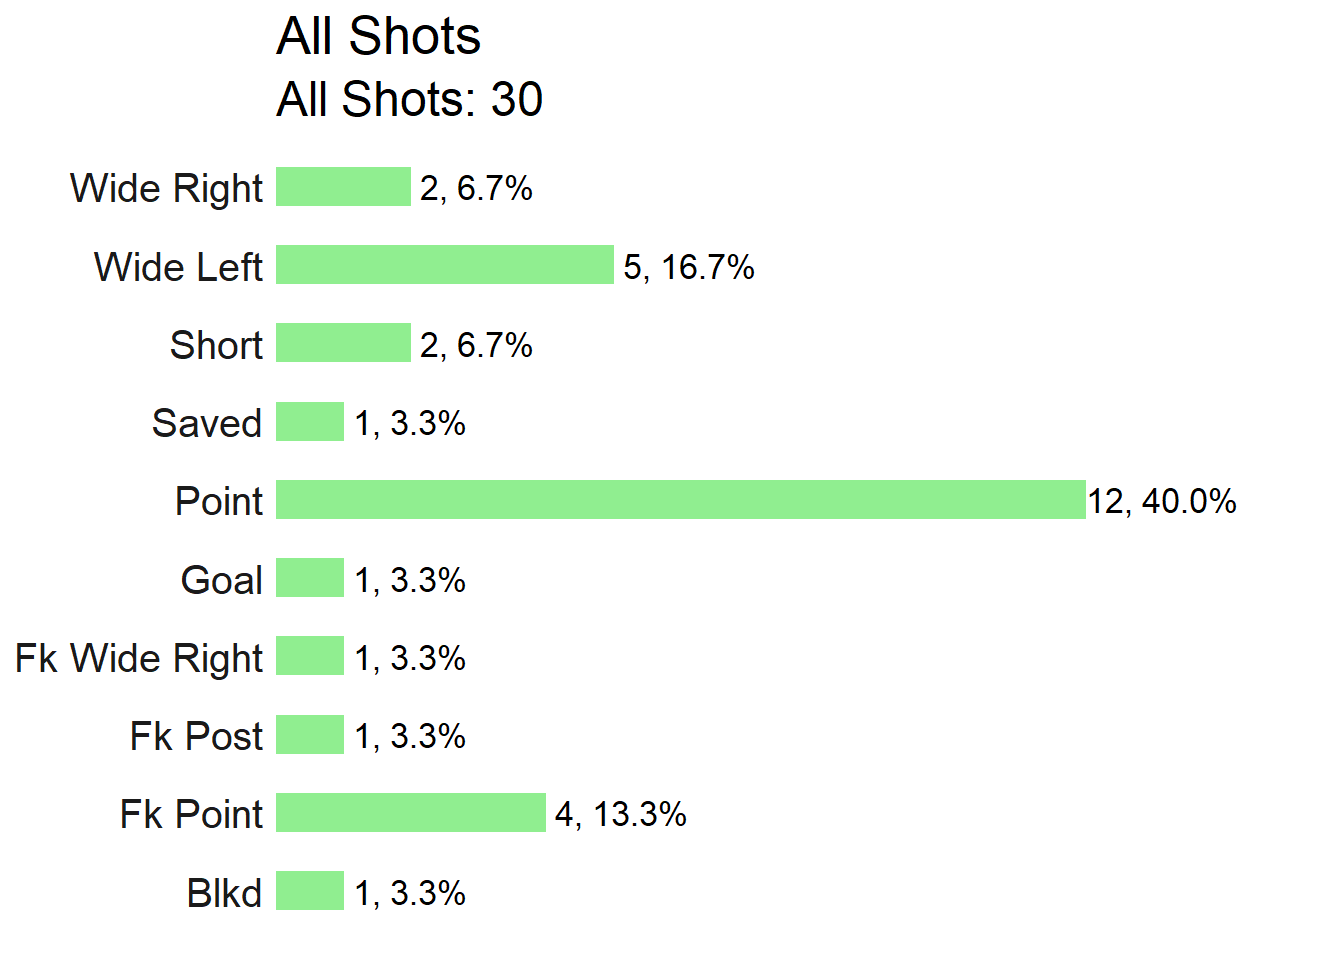 All Shots
All Shots: 30
Wide Right 2, 6.7%
Wide Left 5, 16.7%
Short 2, 6.7%
Saved 1, 3.3%
Point 12, 40.0%
Goal 1, 3.3%
Fk Wide Right 1, 3.3%
Fk Post 1, 3.3%
Fk Point 4, 13.3%
Blkd 1, 3.3%